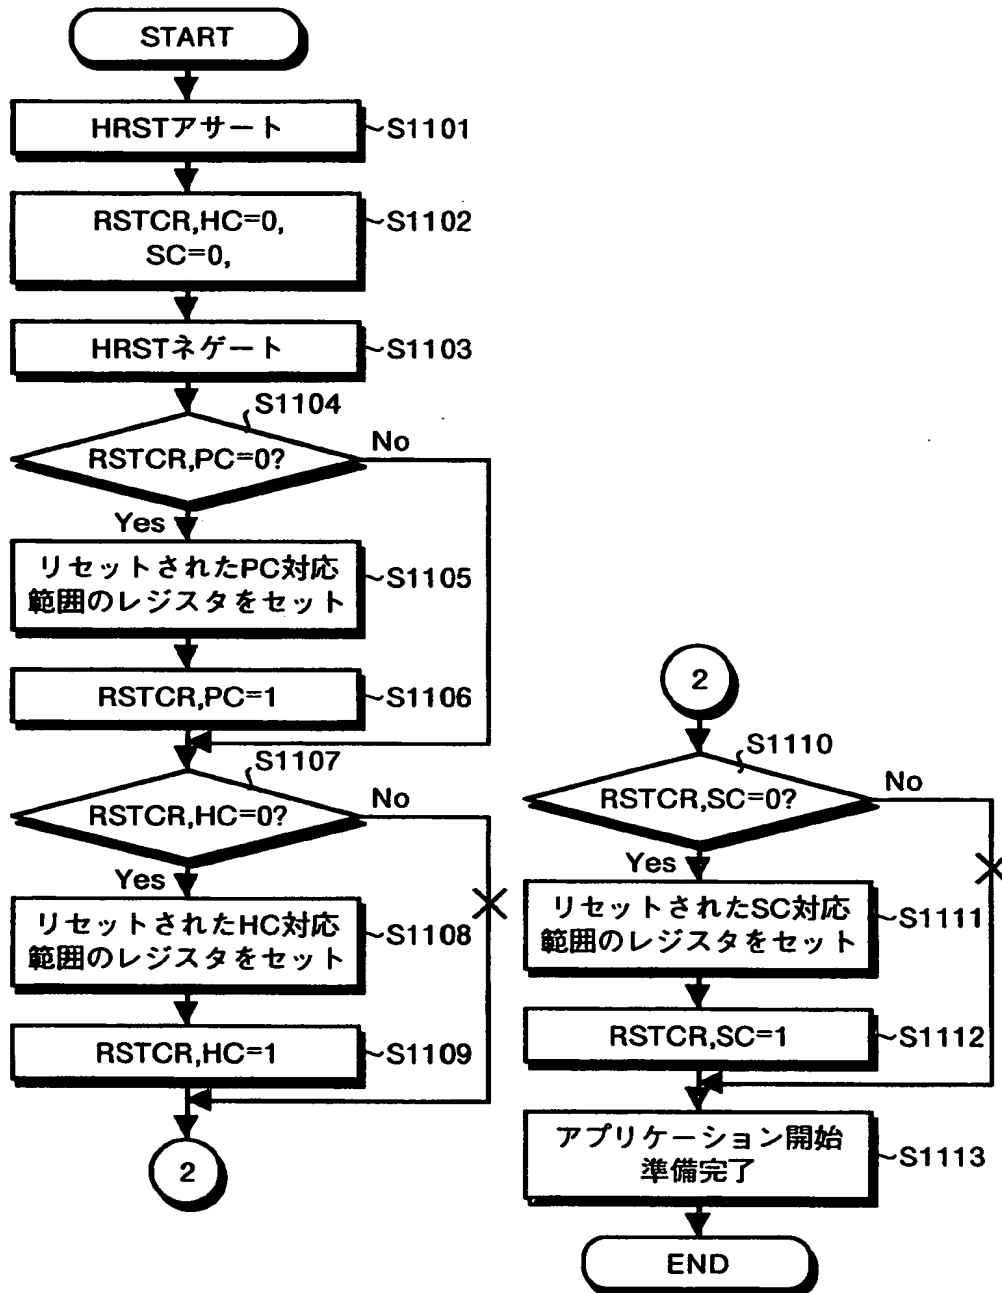 START
HRSTアサート
S1101
RSTCR,HC=0,
SC=0,
S1102
HRSTネゲート
S1103
S1104
RSTCR,PC=0?
No
Yes
リセットされたPC対応
範囲のレジスタをセット
S1105
RSTCR,PC=1
S1106
S1107
RSTCR,HC=0?
No
Yes
リセットされたHC対応
範囲のレジスタをセット
S1108
RSTCR,HC=1
S1109
2
2
S1110
RSTCR,SC=0?
No
Yes
リセットされたSC対応
範囲のレジスタをセット
S1111
RSTCR,SC=1
S1112
アプリケーション開始
準備完了
S1113
END